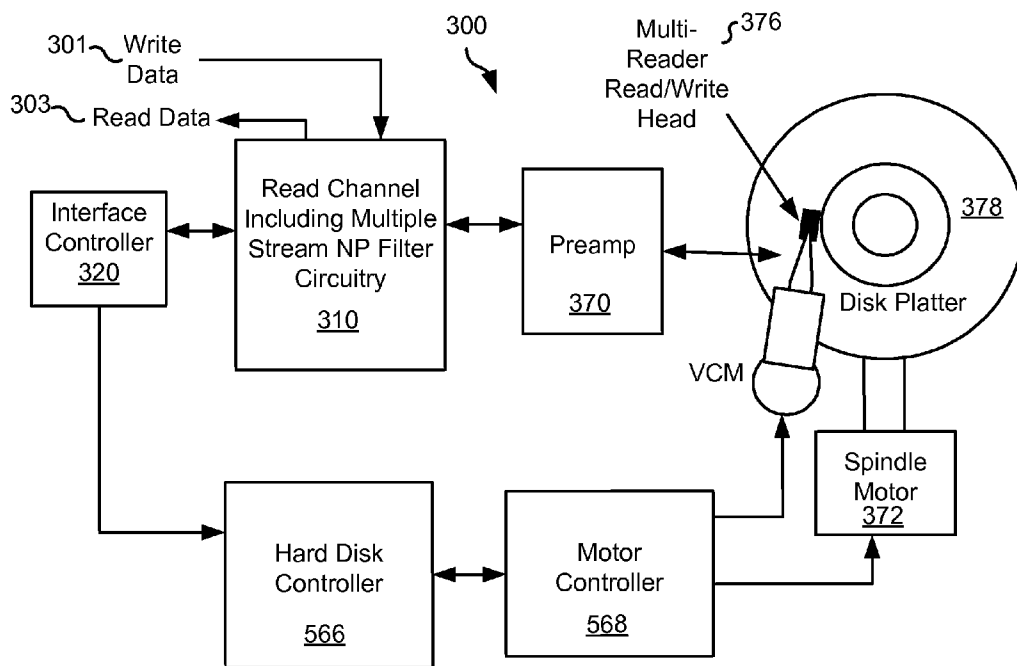 301 Write
Data
303 Read Data
300
Multi-
Reader
Read/Write
Head
376
Interface
Controller
320
Read Channel
Including Multiple
Stream NP Filter
Circuitry
310
Preamp
370
378
Disk Platter
VCM
Spindle
Motor
372
Hard Disk
Controller
566
Motor
Controller
568